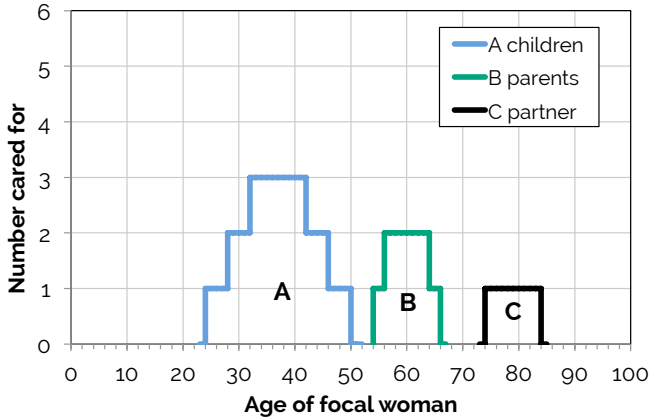 6
5
4
3
2
1
0
Number cared for
A children
B parents
C partner
A
B
C
0 10 20 30 40 50 60 70 80 90 100
Age of focal woman